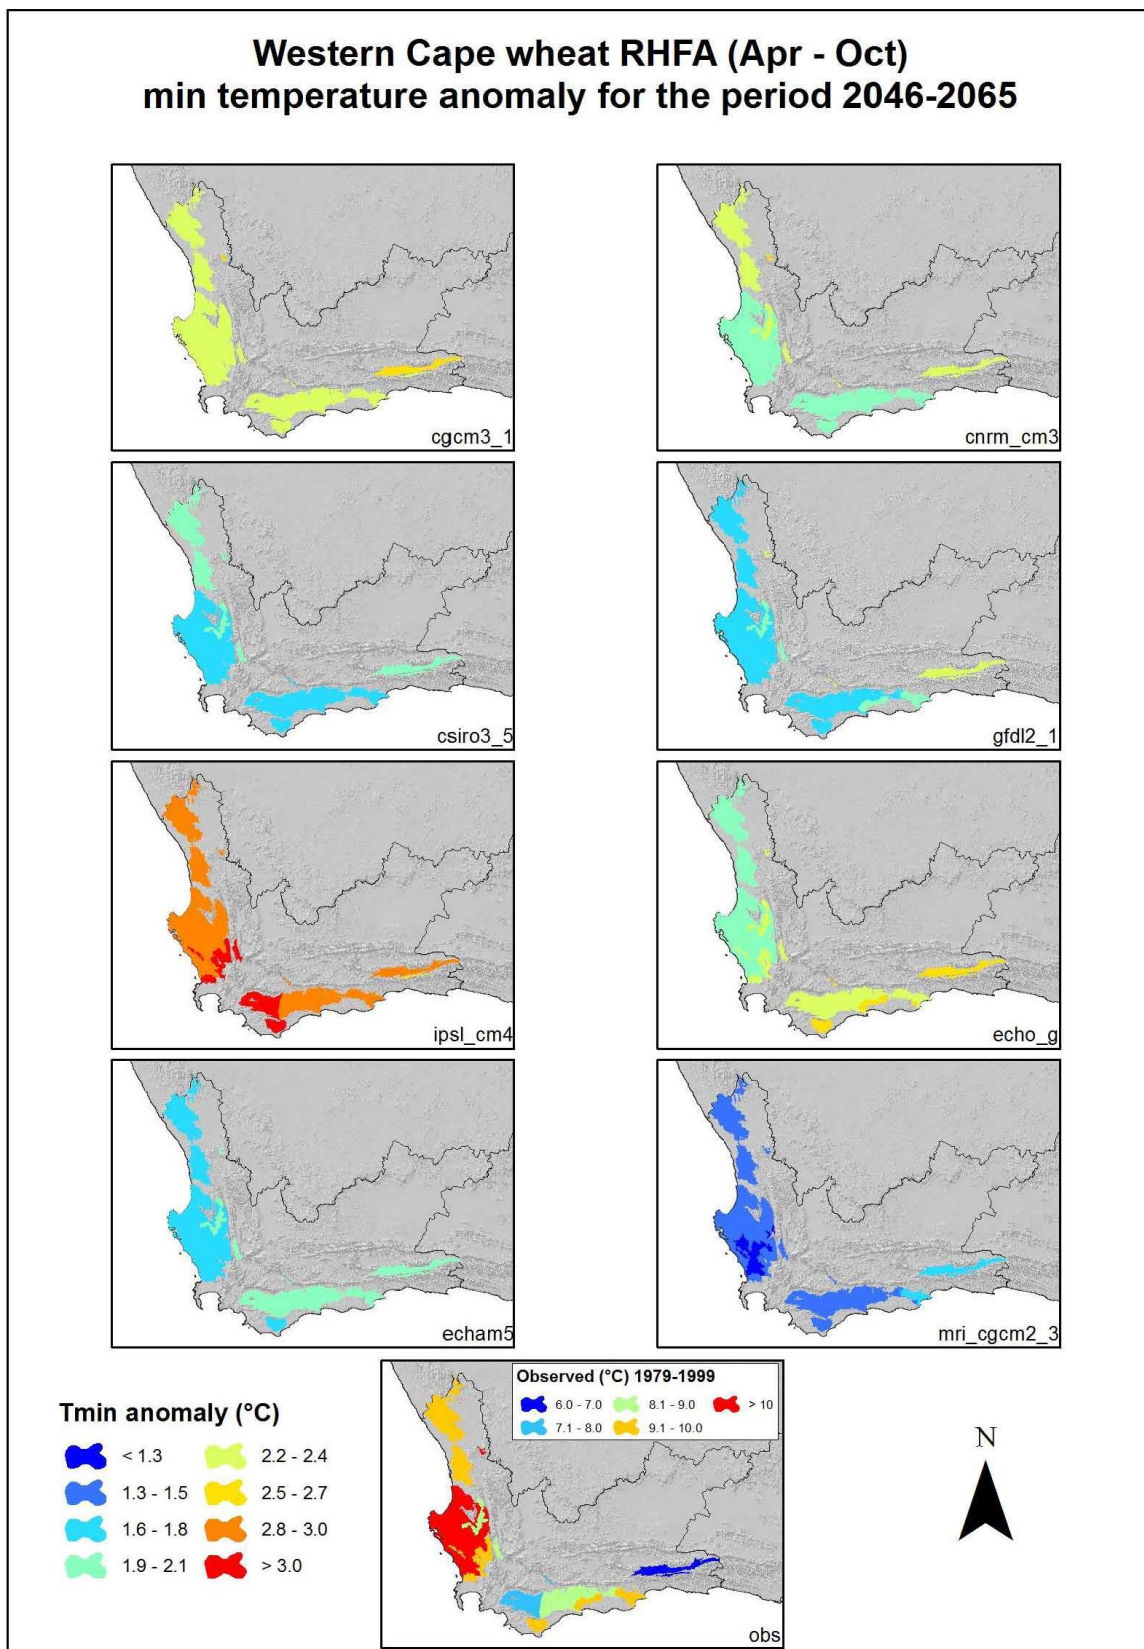 Western Cape wheat RHFA (Apr - Oct)
min temperature anomaly for the period 2046-2065
cgcm3_1
cnrm_cm3
csiro3_5
gfdl2_1
ipsl_cm4
echo_g
echam5
mri_cgcm2_3
Observed (°C) 1979-1999
6.0 - 7.0
8.1 - 9.0
> 10
7.1 - 8.0
9.1 - 10.0
obs
Tmin anomaly (°C)
< 1.3
2.2 - 2.4
1.3 - 1.5
2.5 - 2.7
1.6 - 1.8
2.8 - 3.0
1.9 - 2.1
> 3.0
N